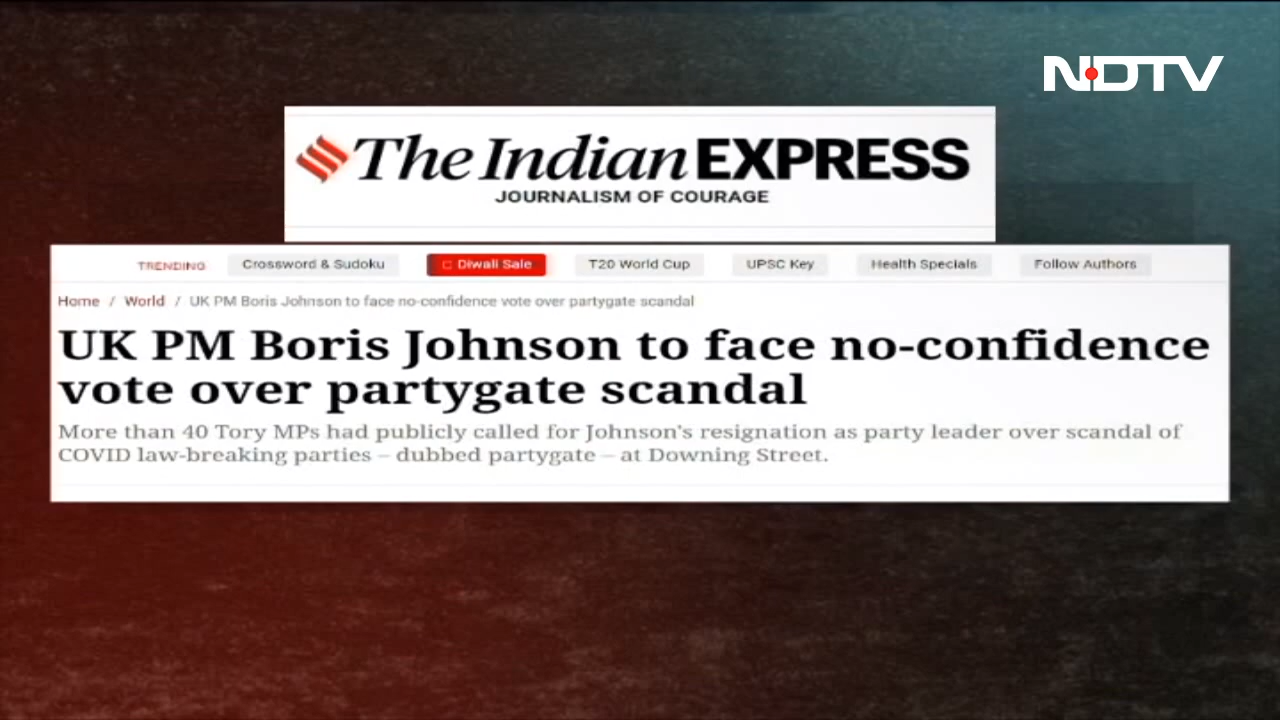 NDTV
The Indian EXPRESS
JOURNALISM OF COURAGE
TRENDING Crossword & Sudoku Diwali Sale T20 World Cup UPSC Key Health Specials Follow Authors
Home / World / UK PM Boris Johnson to face no-confidence vote over partygate scandal
UK PM Boris Johnson to face no-confidence
vote over partygate scandal
More than 40 Tory MPs had publicly called for Johnson's resignation as party leader over scandal of
COVID law-breaking parties – dubbed partygate – at Downing Street.